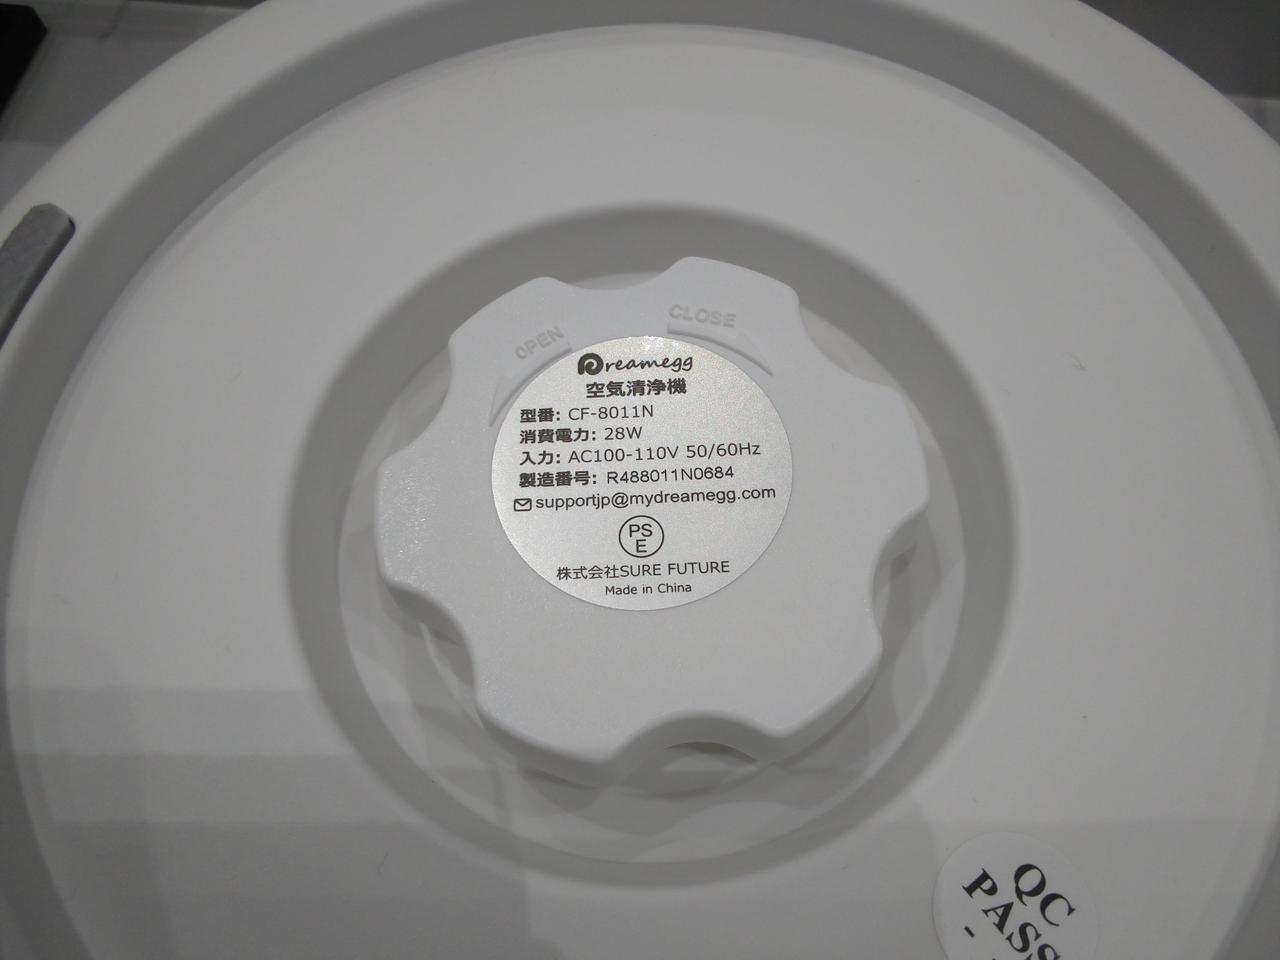 OPEN
CLOSE
Dreamegg
空気清浄機
型番: CF-8011N
消費電力: 28W
入力: AC100-110V 50/60Hz
製造番号: R488011N0684
supportjp@mydreamegg.com
PS
E
株式会社SURE FUTURE
Made in China
QC
PASS